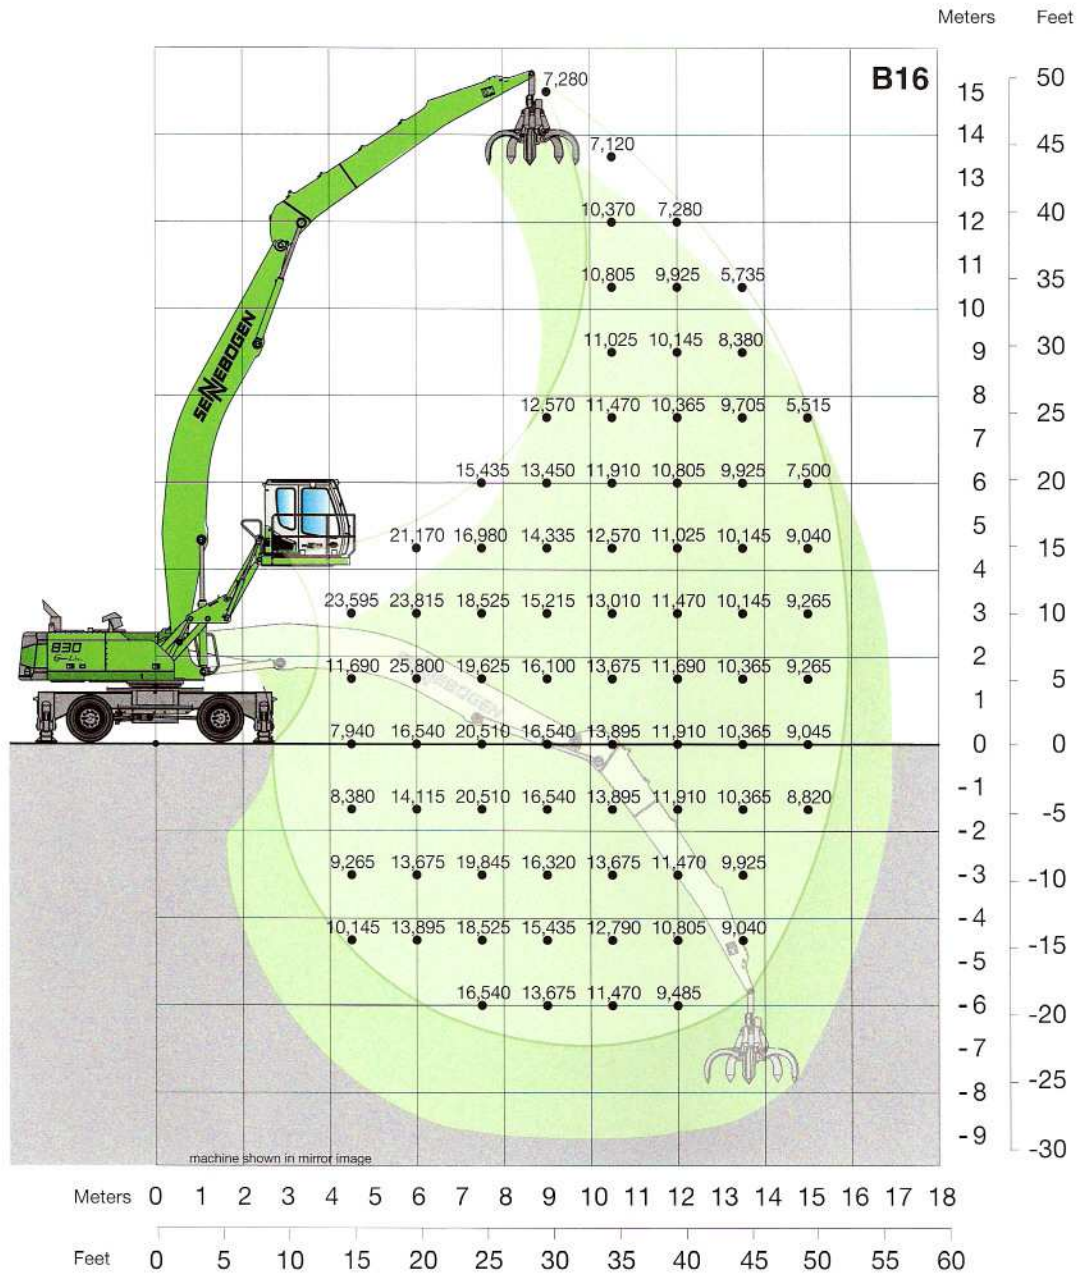 Meters Feet
B16
7,280
15 50
7,120
14 45
13
10,370 7,280
12 40
11
10,805 9,925 5,735
35
10
11,025 10,145 8,380
9 30
8
12,570 11,470 10,365 9,705 5,515
25
7
15,435 13,450 11,910 10,805 9,925 7,500
6 20
SENNEBOGEN
5
21,170 16,980 14,335 12,570 11,025 10,145 9,040
15
4
23,595 23,815 18,525 15,215 13,010 11,470 10,145 9,265
3 10
830
2
11,690 25,800 19,625 16,100 13,675 11,690 10,365 9,265
5
SENNEBOGEN
1
7,940 16,540 20,510 16,540 13,895 11,910 10,365 9,045
0 0
8,380 14,115 20,510 16,540 13,895 11,910 10,365 8,820
-1
-5
-2
9,265 13,675 19,845 16,320 13,675 11,470 9,925
-3 -10
-4
10,145 13,895 18,525 15,435 12,790 10,805 9,040
-15
-5
16,540 13,675 11,470 9,485
-6 -20
-7
-25
-8
-9
-30
machine shown in mirror image
Meters 0 1 2 3 4 5 6 7 8 9 10 11 12 13 14 15 16 17 18
Feet 0 5 10 15 20 25 30 35 40 45 50 55 60